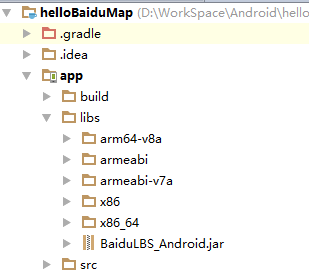 helloBaiduMap (D:\WorkSpace\Android\hello
.gradle
.idea
app
build
libs
arm64-v8a
armeabi
armeabi-v7a
x86
x86_64
BaiduLBS_Android.jar
src